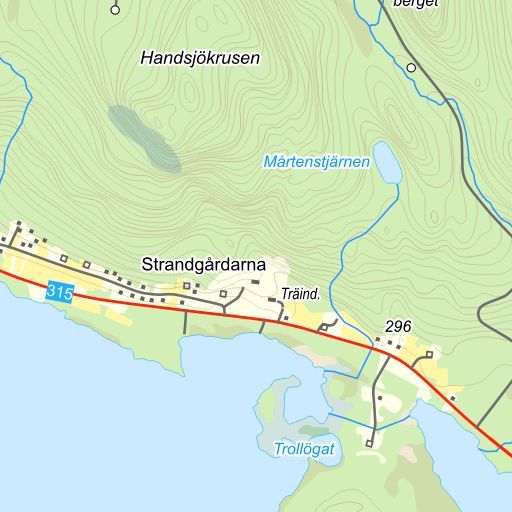 berget
Handsjökrusen
Mårtenstjärnen
Strandgårdarna
315
Träind.
296
Trollögat